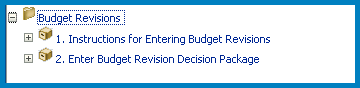 Budget Revisions
1. Instructions for Entering Budget Revisions
2. Enter Budget Revision Decision Package